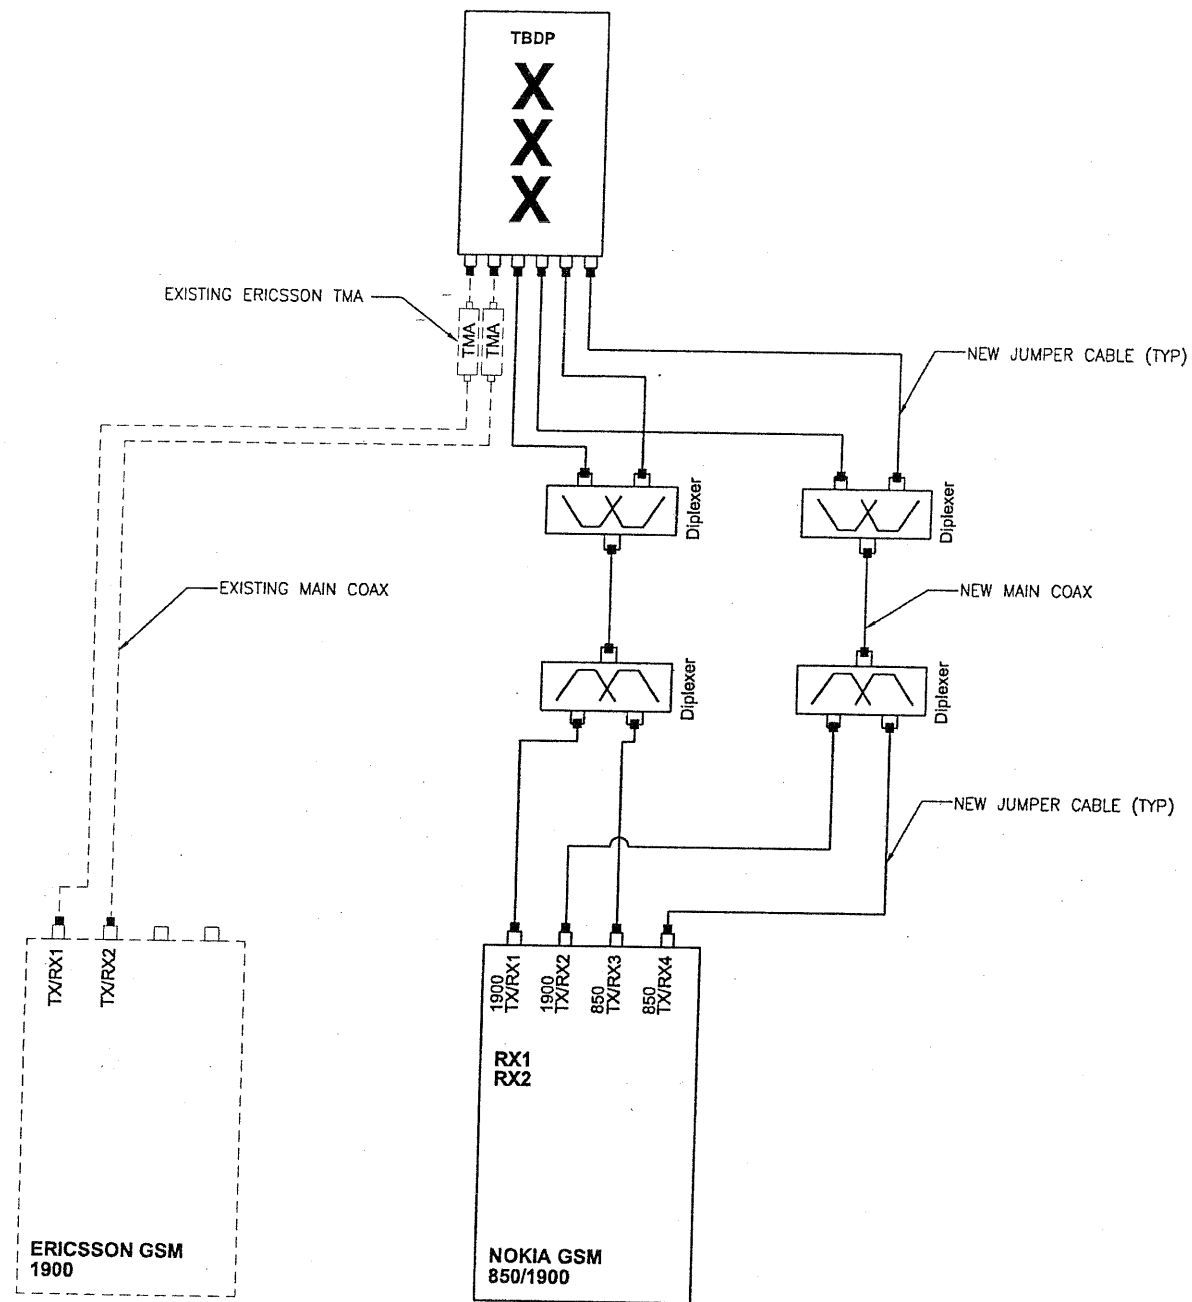 TBDP
X
X
X
EXISTING ERICSSON TMA
TMA
TMA
NEW JUMPER CABLE (TYP)
Diplexer
Diplexer
EXISTING MAIN COAX
NEW MAIN COAX
Diplexer
Diplexer
NEW JUMPER CABLE (TYP)
TX/RX1
TX/RX2
1900
TX/RX1
1900
TX/RX2
850
TX/RX3
850
TX/RX4
RX1
RX2
ERICSSON GSM
1900
NOKIA GSM
850/1900